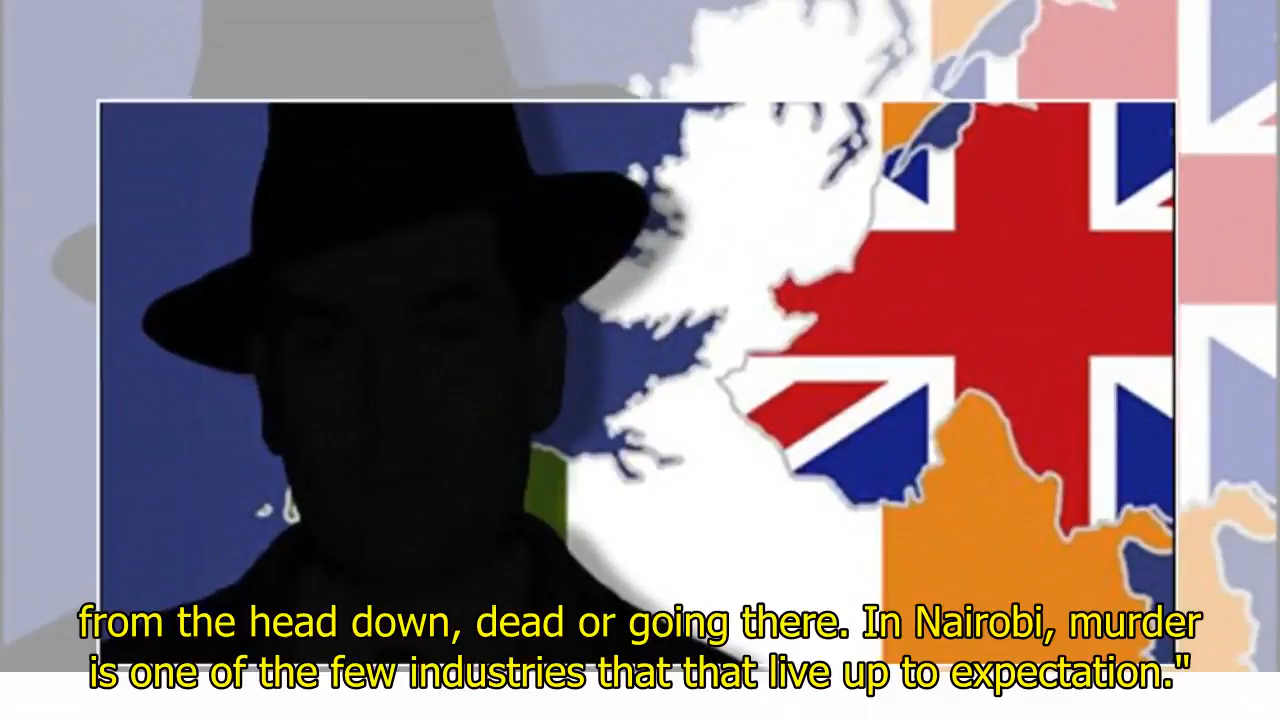 from the head down, dead or going there. In Nairobi, murder
is one of the few industries that that live up to expectation."